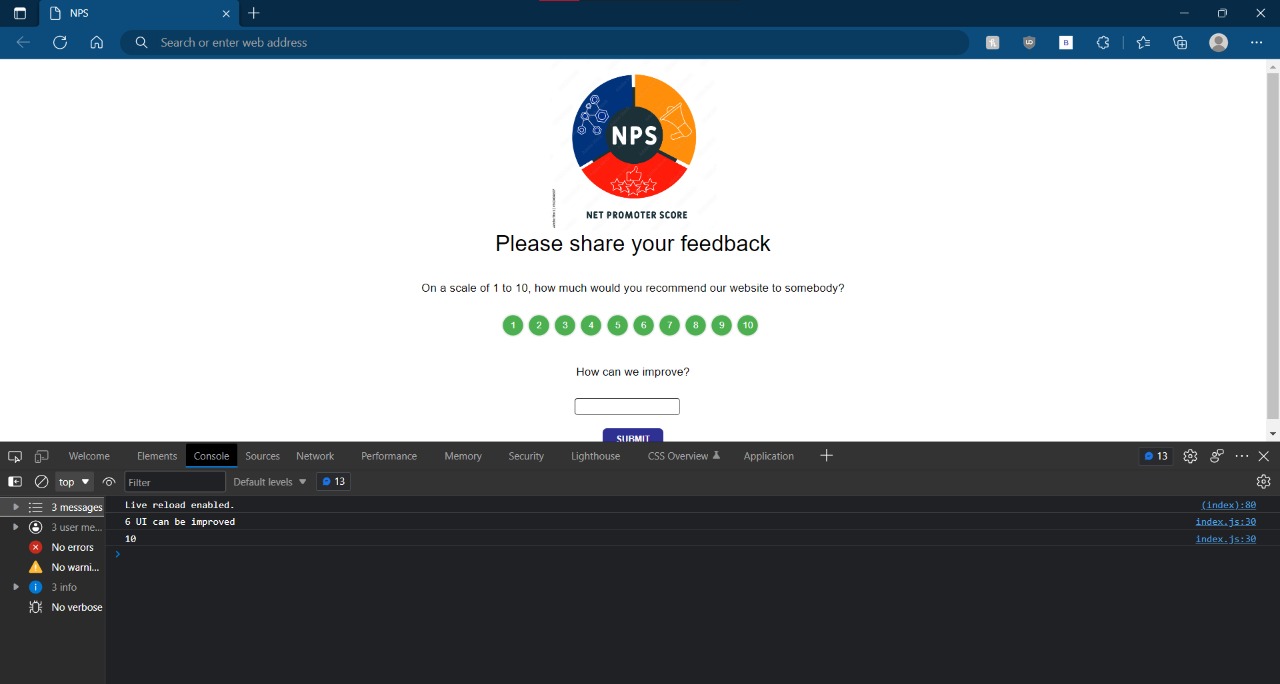 NPS
Search or enter web address
B
NPS
NET PROMOTER SCORE
Please share your feedback
On a scale of 1 to 10, how much would you recommend our website to somebody?
1 2 3 4 5 6 7 8 9 10
How can we improve?
SUBMIT
Welcome Elements Console Sources Network Performance Memory Security Lighthouse CSS Overview Application 13
top Filter Default levels 13
3 messages
3 user me...
No errors
No warni...
3 info
No verbose
Live reload enabled. (index):80
6 UI can be improved index.js:30
10 index.js:30